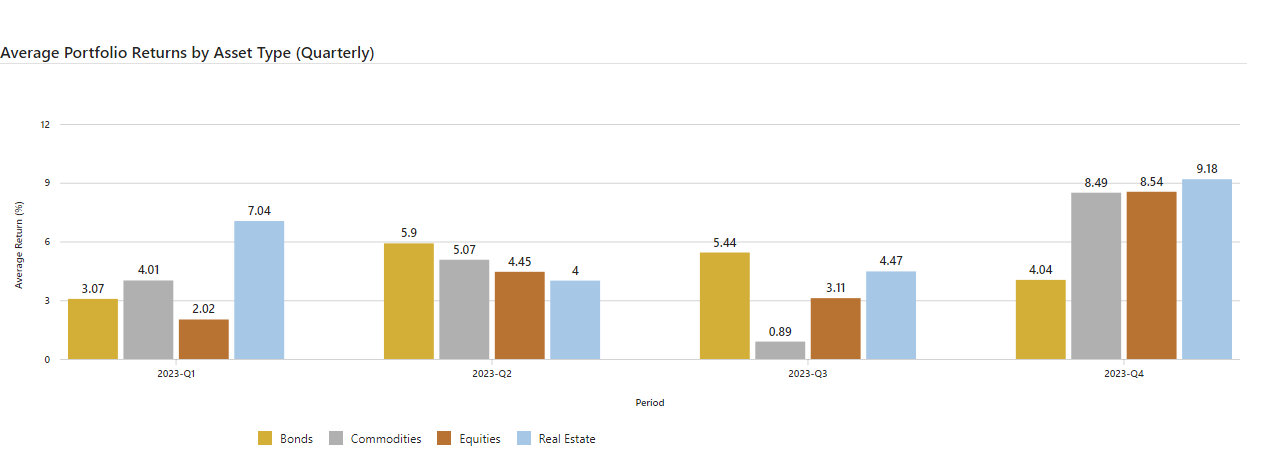 Average Portfolio Returns by Asset Type (Quarterly)
12
9
6
3
0
Average Return (%)
3.07
4.01
2.02
7.04
5.9
5.07
4.45
4
5.44
0.89
3.11
4.47
4.04
8.49
8.54
9.18
2023-Q1
2023-Q2
2023-Q3
2023-Q4
Period
Bonds Commodities Equities Real Estate